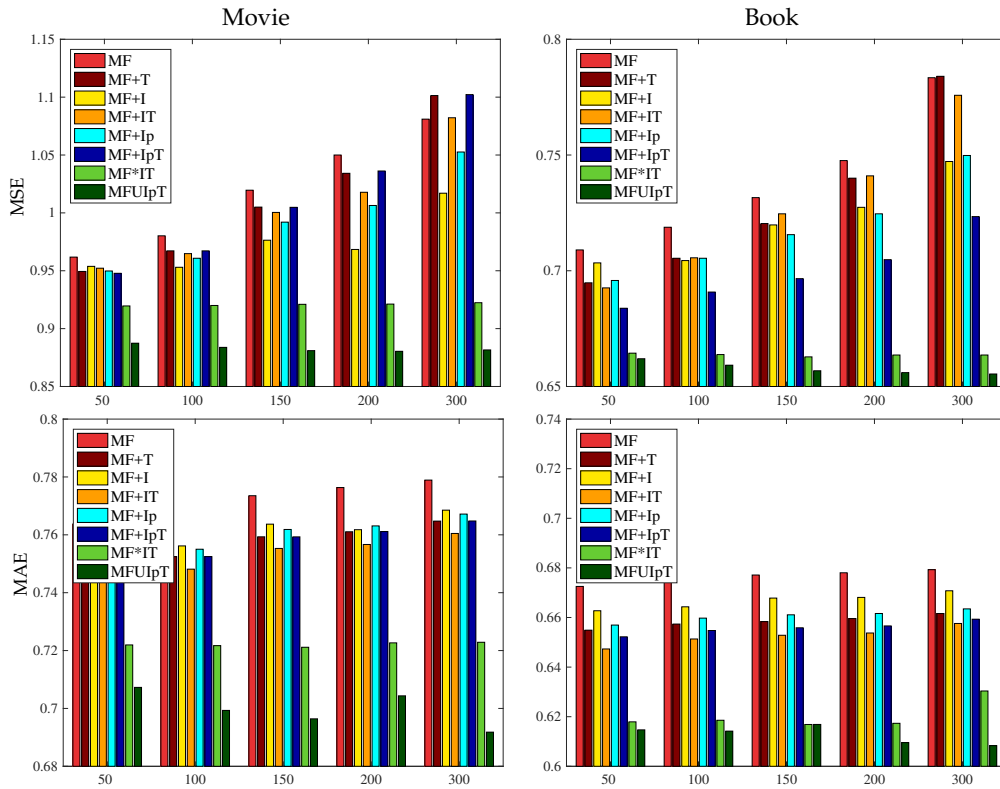 Movie
Book
1.15
1.1
1.05
1
0.95
0.9
0.85
MSE
MF
MF+T
MF+I
MF+IT
MF+Ip
MF+IpT
MF*IT
MFUIpT
50
100
150
200
300
0.8
0.75
0.7
0.65
MF
MF+T
MF+I
MF+IT
MF+Ip
MF+IpT
MF*IT
MFUIpT
50
100
150
200
300
0.8
0.78
0.76
0.74
0.72
0.7
0.68
MAE
MF
MF+T
MF+I
MF+IT
MF+Ip
MF+IpT
MF*IT
MFUIpT
50
100
150
200
300
0.74
0.72
0.7
0.68
0.66
0.64
0.62
0.6
MF
MF+T
MF+I
MF+IT
MF+Ip
MF+IpT
MF*IT
MFUIpT
50
100
150
200
300